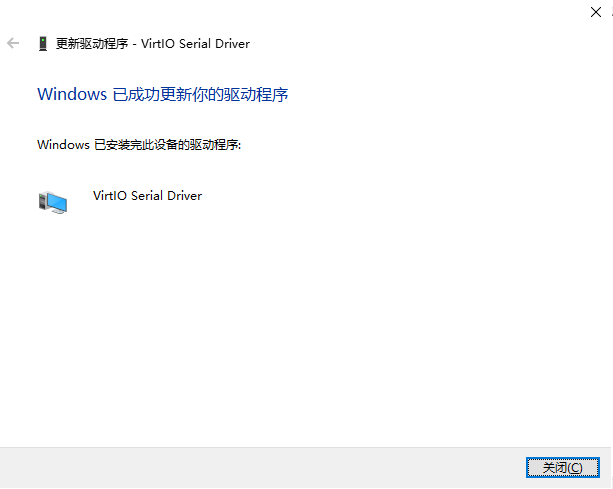 更新驱动程序 - VirtIO Serial Driver
Windows 已成功更新你的驱动程序
Windows 已安装完此设备的驱动程序:
VirtIO Serial Driver
关闭(C)